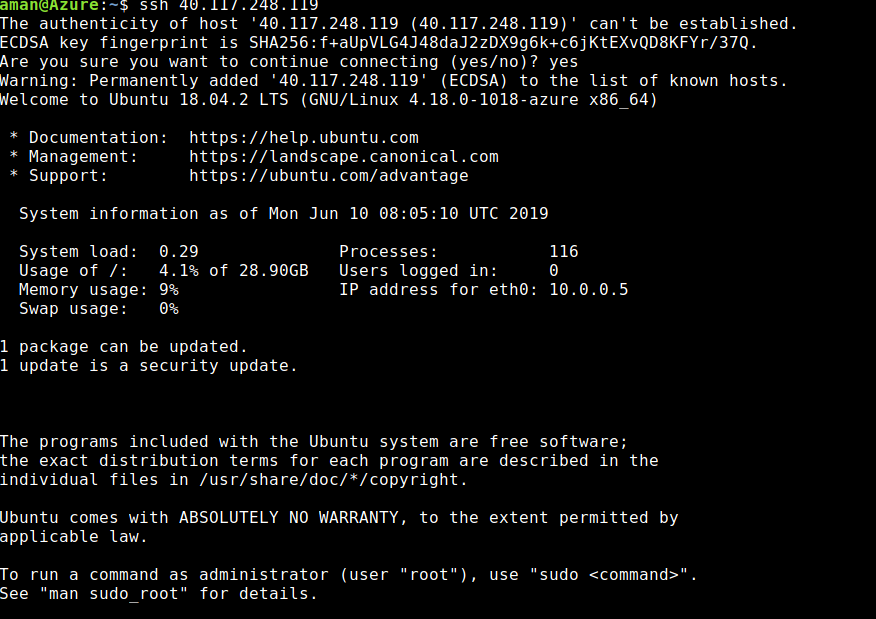 aman@Azure:~$ ssh 40.117.248.119
The authenticity of host '40.117.248.119 (40.117.248.119)' can't be established.
ECDSA key fingerprint is SHA256:f+aUpVLG4J48daJ2zDX9g6k+c6jKtEXvQD8KFYr/37Q.
Are you sure you want to continue connecting (yes/no)? yes
Warning: Permanently added '40.117.248.119' (ECDSA) to the list of known hosts.
Welcome to Ubuntu 18.04.2 LTS (GNU/Linux 4.18.0-1018-azure x86_64)
* Documentation:  https://help.ubuntu.com
* Management:     https://landscape.canonical.com
* Support:        https://ubuntu.com/advantage
System information as of Mon Jun 10 08:05:10 UTC 2019
System load:  0.29              Processes:           116
Usage of /:   4.1% of 28.90GB   Users logged in:     0
Memory usage: 9%                IP address for eth0: 10.0.0.5
Swap usage:   0%
1 package can be updated.
1 update is a security update.
The programs included with the Ubuntu system are free software;
the exact distribution terms for each program are described in the
individual files in /usr/share/doc/*/copyright.
Ubuntu comes with ABSOLUTELY NO WARRANTY, to the extent permitted by
applicable law.
To run a command as administrator (user "root"), use "sudo <command>".
See "man sudo_root" for details.